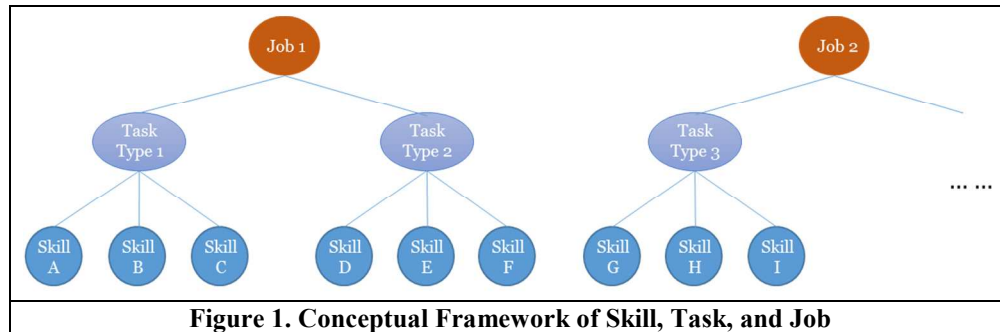 Job 1
Job 2
Task
Type 1
Task
Type 2
Task
Type 3
... ...
Skill
A
Skill
B
Skill
C
Skill
D
Skill
E
Skill
F
Skill
G
Skill
H
Skill
I
Figure 1. Conceptual Framework of Skill, Task, and Job